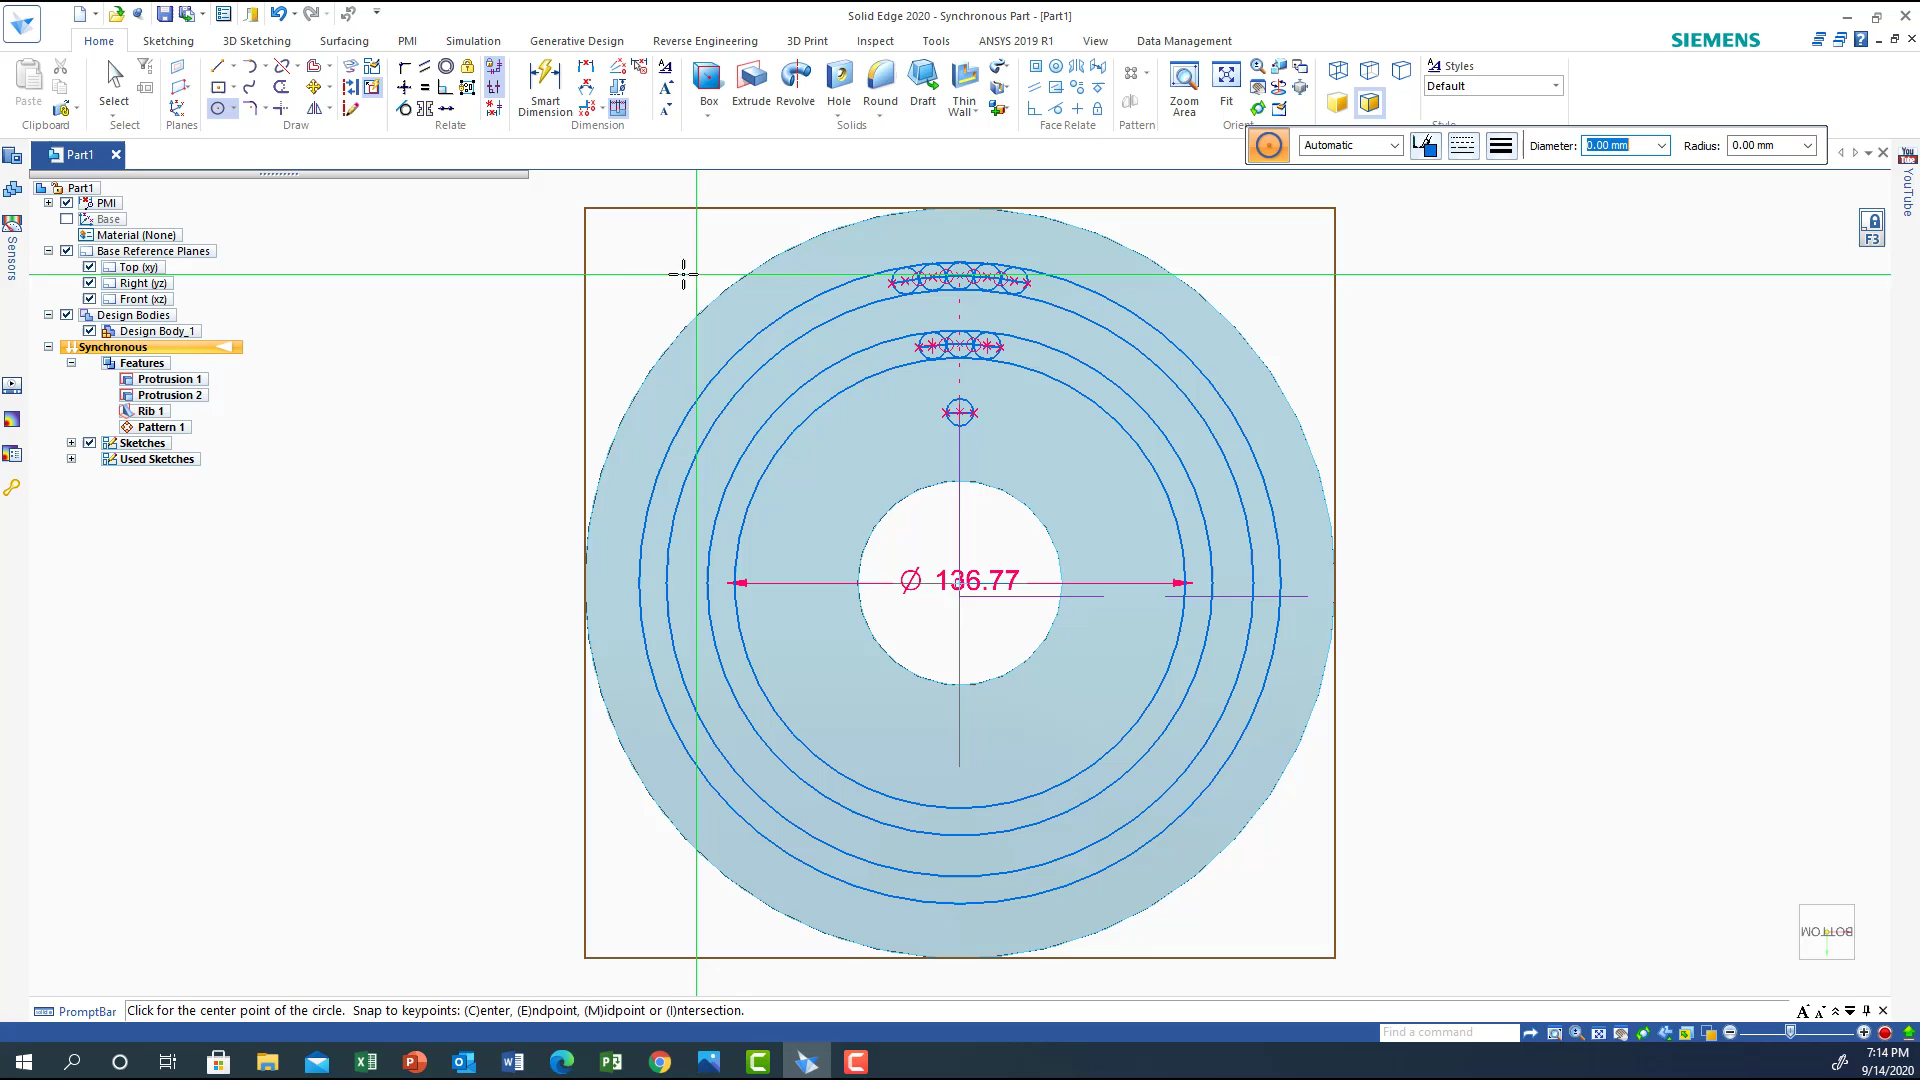 Solid Edge 2020 - Synchronous Part - [Part1]
Home Sketching 3D Sketching Surfacing PMI Simulation Generative Design Reverse Engineering 3D Print Inspect Tools ANSYS 2019 R1 View Data Management
SIEMENS
Paste
Clipboard
Select
Select
Planes
Draw
Relate
Smart Dimension
Dimension
Box Extrude Revolve Hole Round Draft Thin Wall
Solids
Face Relate
Pattern
Zoom Area
Fit
Orient
Styles
Default
Style
Automatic
Diameter: 0.00 mm
Radius: 0.00 mm
Part1
Part1
PMI
Base
Material (None)
Base Reference Planes
Top (xy)
Right (yz)
Front (xz)
Design Bodies
Design Body_1
Synchronous
Features
Protrusion 1
Protrusion 2
Rib 1
Pattern 1
Sketches
Used Sketches
Sensors
You Tube
YouTube
F3
Ø 136.77
BOTTOM
PromptBar
Click for the center point of the circle. Snap to keypoints: (C)enter, (E)ndpoint, (M)idpoint or (I)ntersection.
Find a command
7:14 PM
9/14/2020